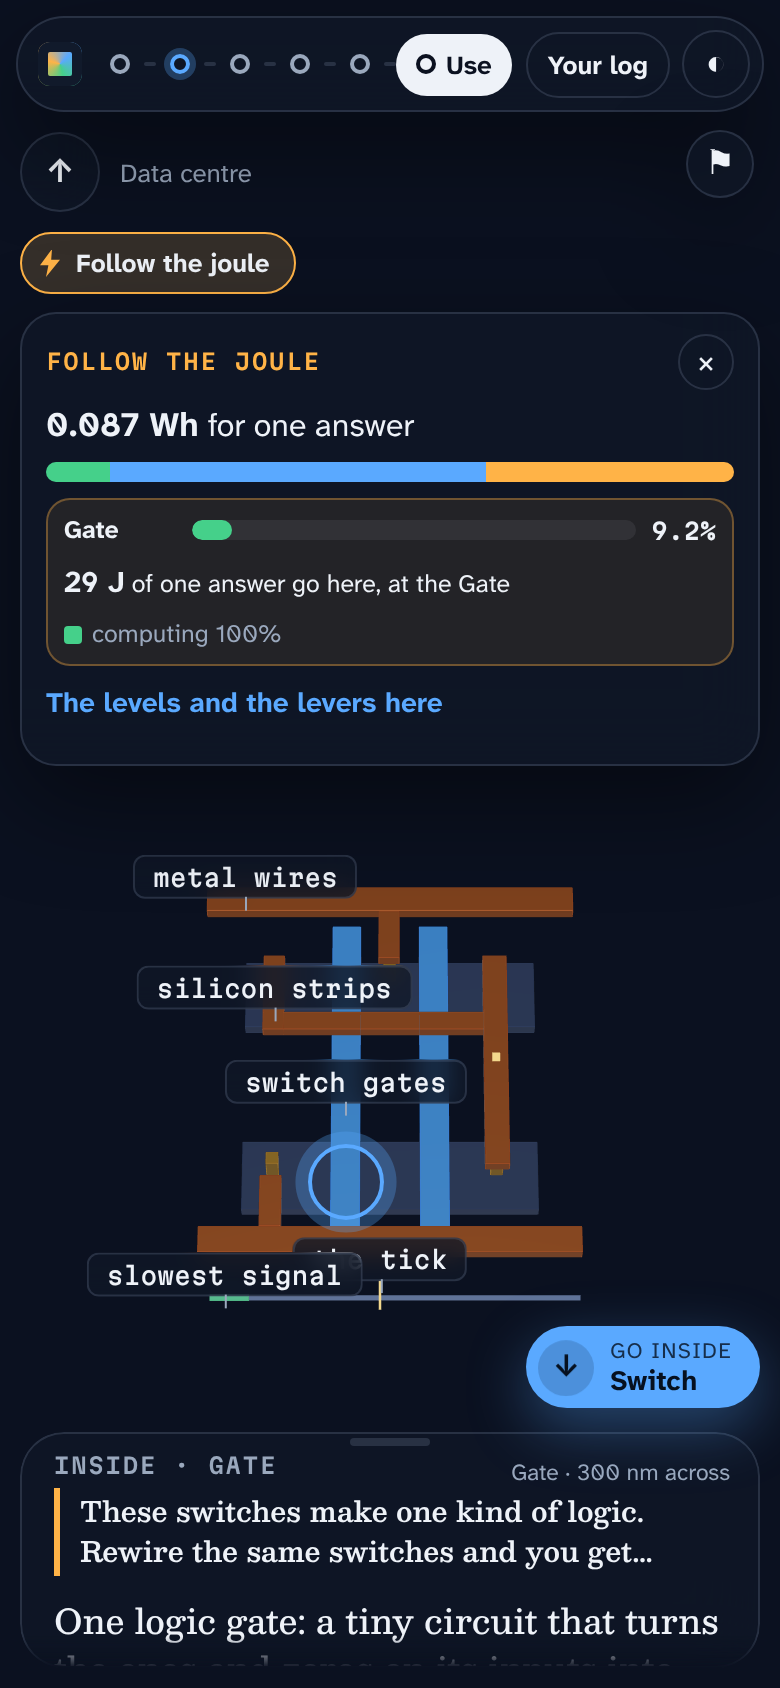 Use
Your log
Data centre
Follow the joule
FOLLOW THE JOULE
0.087 Wh for one answer
Gate 9.2%
29 J of one answer go here, at the Gate
computing 100%
The levels and the levers here
metal wires
silicon strips
switch gates
tick
slowest signal
GO INSIDE
Switch
INSIDE · GATE
Gate · 300 nm across
These switches make one kind of logic.
Rewire the same switches and you get…
One logic gate: a tiny circuit that turns